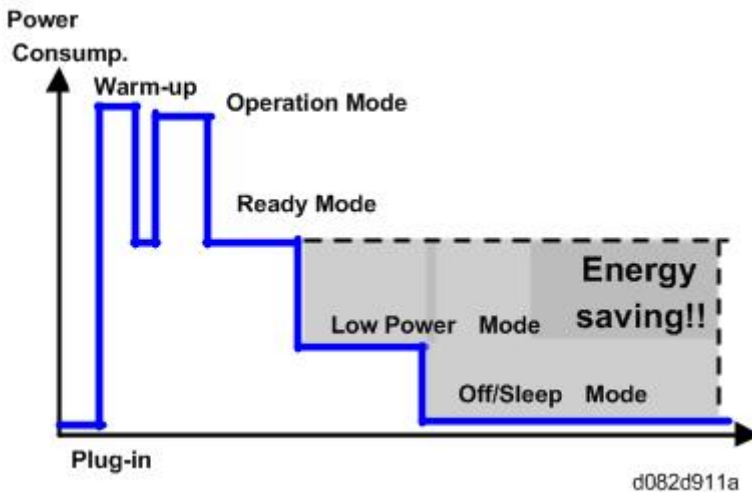 Power
Consump.
Warm-up
Operation Mode
Ready Mode
Energy
saving!!
Low Power Mode
Off/Sleep Mode
Plug-in
d082d911a